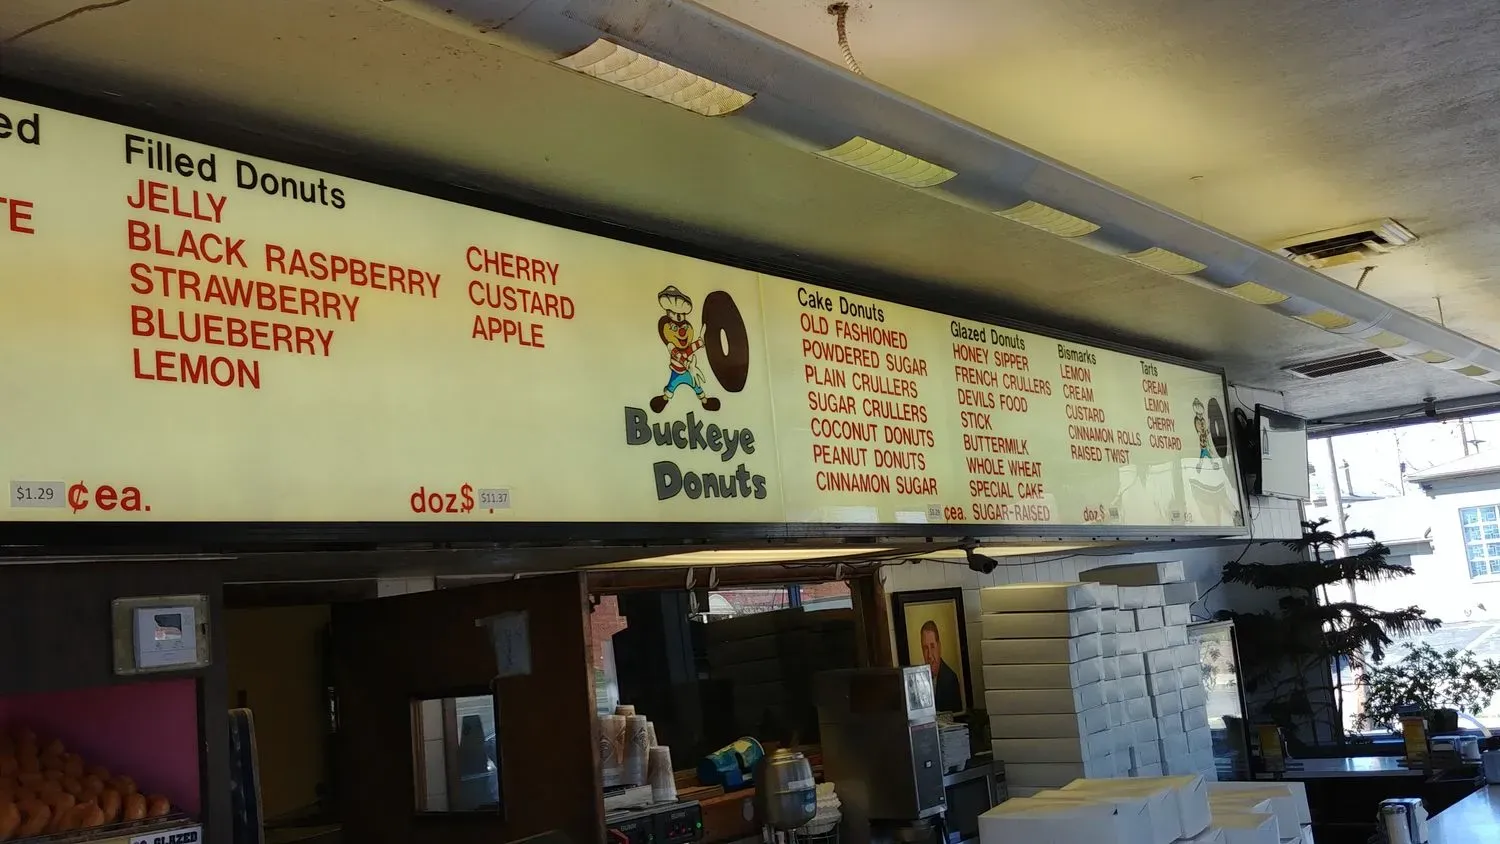 ed
TE
Filled Donuts
JELLY
BLACK RASPBERRY
STRAWBERRY
BLUEBERRY
LEMON
CHERRY
CUSTARD
APPLE
$1.29 ¢ea.
doz.$ $11.37
Buckeye
Donuts
Cake Donuts
OLD FASHIONED
POWDERED SUGAR
PLAIN CRULLERS
SUGAR CRULLERS
COCONUT DONUTS
PEANUT DONUTS
CINNAMON SUGAR
¢ea.
Glazed Donuts
HONEY SIPPER
FRENCH CRULLERS
DEVILS FOOD
STICK
BUTTERMILK
WHOLE WHEAT
SPECIAL CAKE
SUGAR-RAISED
Bismarks
LEMON
CREAM
CUSTARD
CINNAMON ROLLS
RAISED TWIST
doz.$
Tarts
CREAM
LEMON
CHERRY
CUSTARD
GLAZED